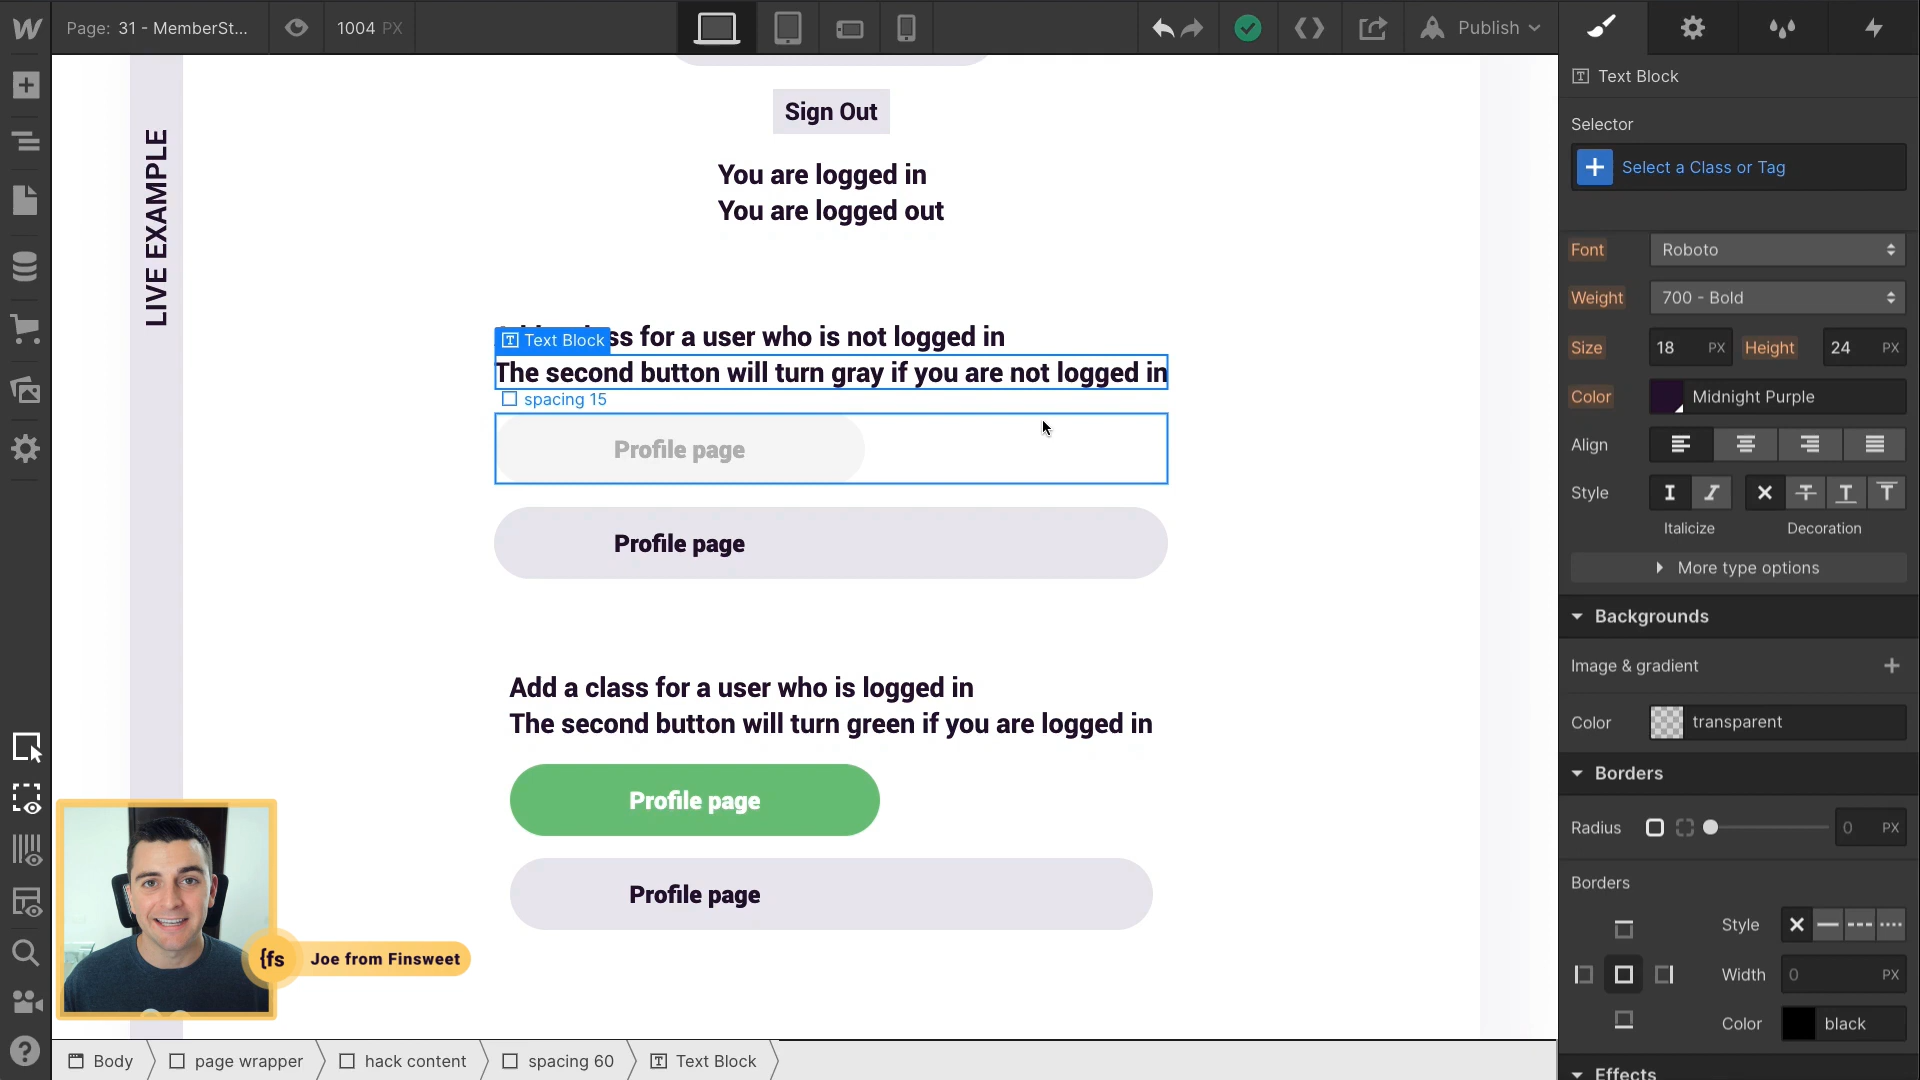 Page: 31 - MemberSt...
1004 PX
Publish
Text Block
Selector
Select a Class or Tag
Font
Roboto
Weight
700 - Bold
Size
18 PX
Height
24 PX
Color
Midnight Purple
Align
Style
Italicize
Decoration
More type options
Backgrounds
Image & gradient
Color
transparent
Borders
Radius
0 PX
Borders
Style
Width
0 PX
Color
black
Effects
LIVE EXAMPLE
Sign Out
You are logged in
You are logged out
ss for a user who is not logged in
Text Block
The second button will turn gray if you are not logged in
spacing 15
Profile page
Profile page
Add a class for a user who is logged in
The second button will turn green if you are logged in
Profile page
Profile page
{fs
Joe from Finsweet
Body
page wrapper
hack content
spacing 60
Text Block